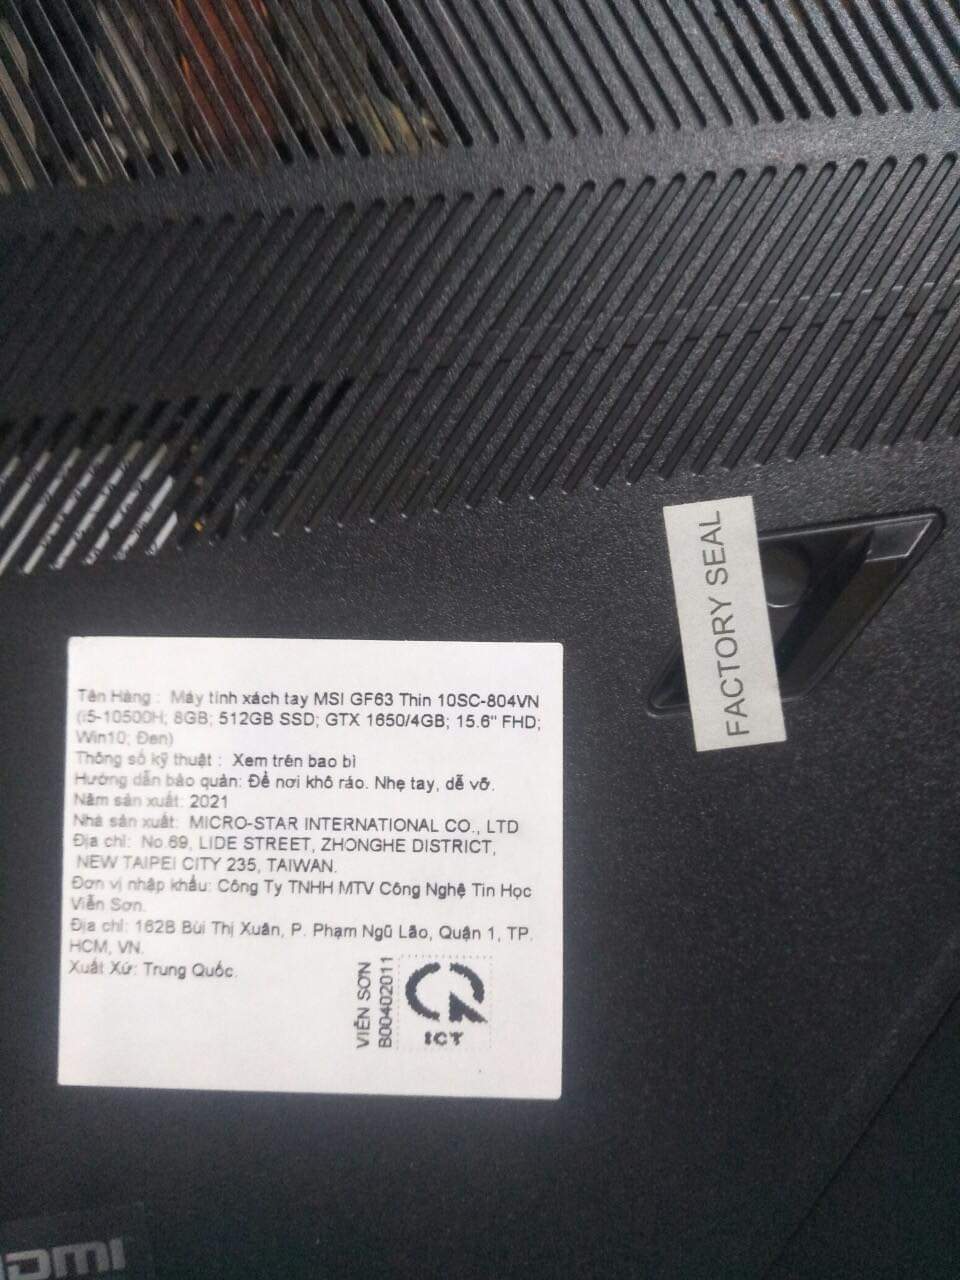 FACTORY SEAL
Tên Hàng : Máy tính xách tay MSI GF63 Thin 10SC-804VN
(i5-10500H; 8GB; 512GB SSD; GTX 1650/4GB; 15.6" FHD;
Win10; Đen)
Thông số kỹ thuật : Xem trên bao bì
Hướng dẫn bảo quản: Để nơi khô ráo. Nhẹ tay, dễ vỡ.
Năm sản xuất: 2021
Nhà sản xuất: MICRO-STAR INTERNATIONAL CO., LTD
Địa chỉ: No.69, LIDE STREET, ZHONGHE DISTRICT,
NEW TAIPEI CITY 235, TAIWAN.
Đơn vị nhập khẩu: Công Ty TNHH MTV Công Nghệ Tin Học
Viễn Sơn.
Địa chỉ: 162B Bùi Thị Xuân, P. Phạm Ngũ Lão, Quận 1, TP.
HCM, VN.
Xuất Xứ: Trung Quốc.
VIỄN SƠN
B00402011
ICT
HDMI